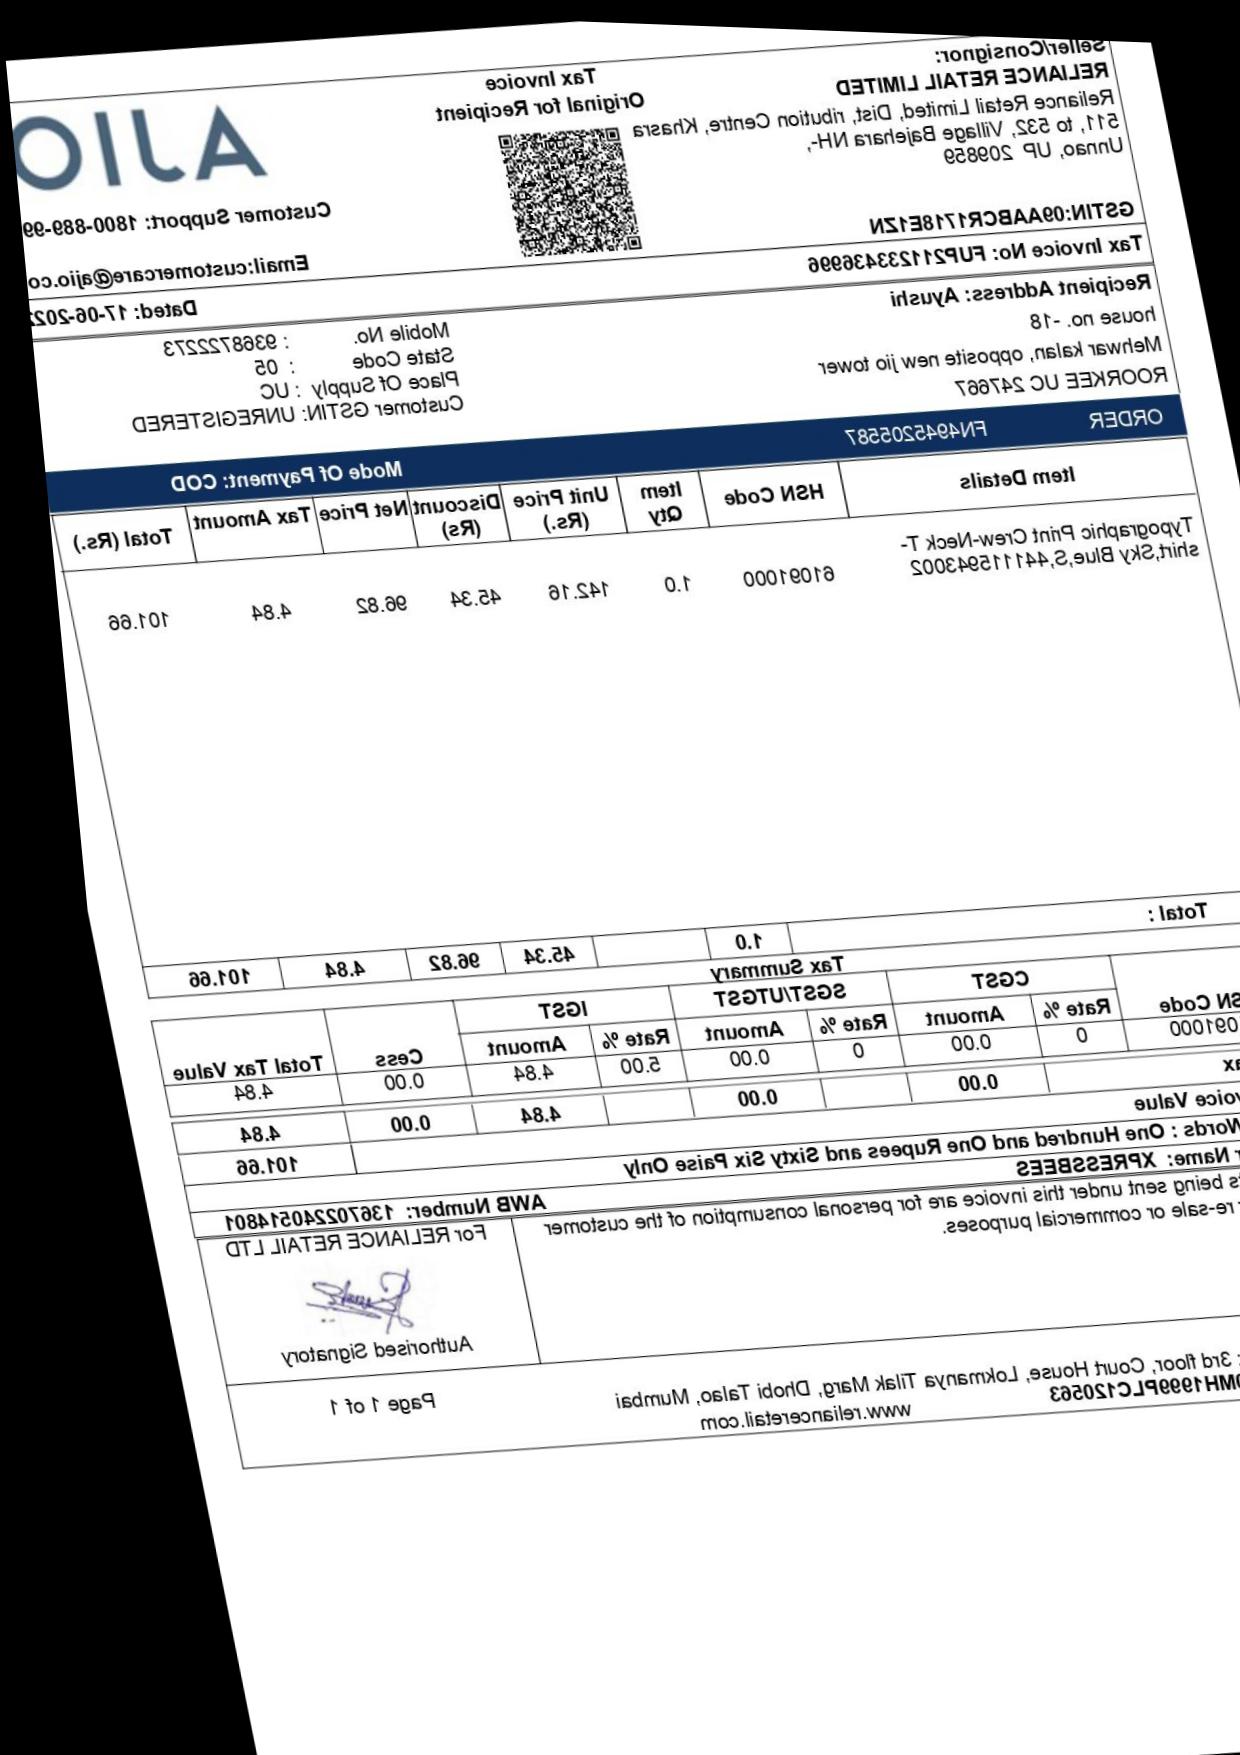 Seller/Consignor:
RELIANCE RETAIL LIMITED
Reliance Retail Limited, Dist, ribution Centre, Khasra
511, to 532, Village Bajehara NH-,
Unnao, UP 209859
GSTIN:09AABCR1718E1ZN
Tax Invoice
Original for Recipient
AJIO
Customer Support: 1800-889-99
Email:customercare@ajio.co
Tax Invoice No: FUP2112333436996
Dated: 17-06-202
Recipient Address: Ayushi
house no. -18
Mehwar kalan, opposite new jio tower
ROORKEE UC 247667
Mobile No. : 9368722273
State Code : 05
Place Of Supply : UC
Customer GSTIN: UNREGISTERED
ORDER FN4945205587 Mode Of Payment: COD
Item Details HSN Code Item Qty Unit Price (Rs.) Discount (Rs) Net Price Tax Amount Total (Rs.)
Typographic Print Crew-Neck T-
shirt,Sky Blue,S,441115943002 61091000 1.0 142.16 45.34 96.82 4.84 101.66
Total : 1.0 45.34 96.82 4.84 101.66
Tax Summary
SN Code CGST SGST/UTGST IGST Cess Total Tax Value
Rate % Amount Rate % Amount Rate % Amount
091000 0 0.00 0 0.00 5.00 4.84 0.00 4.84
ax 0.00 0.00 4.84 0.00 4.84
voice Value 101.66
Words : One Hundred and One Rupees and Sixty Six Paise Only
r Name: XPRESSBEES AWB Number: 13670224051480​1
ts being sent under this invoice are for personal consumption of the customer
r re-sale or commercial purposes.
For RELIANCE RETAIL LTD
Authorised Signatory
: 3rd floor, Court House, Lokmanya Tilak Marg, Dhobi Talao, Mumbai
0MH1999PLC120563
www.relianceretail.com
Page 1 of 1